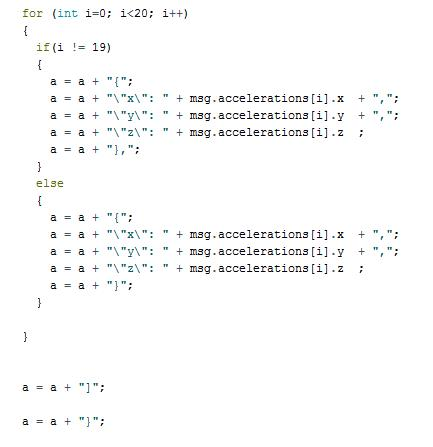 for (int i=0; i<20; i++)
{
if(i != 19)
{
a = a + "{";
a = a + "\"x\": " + msg.accelerations[i].x + ",";
a = a + "\"y\": " + msg.accelerations[i].y + ",";
a = a + "\"z\": " + msg.accelerations[i].z ;
a = a + "},";
}
else
{
a = a + "{";
a = a + "\"x\": " + msg.accelerations[i].x + ",";
a = a + "\"y\": " + msg.accelerations[i].y + ",";
a = a + "\"z\": " + msg.accelerations[i].z ;
a = a + "}";
}
}
a = a + "]";
a = a + "}";